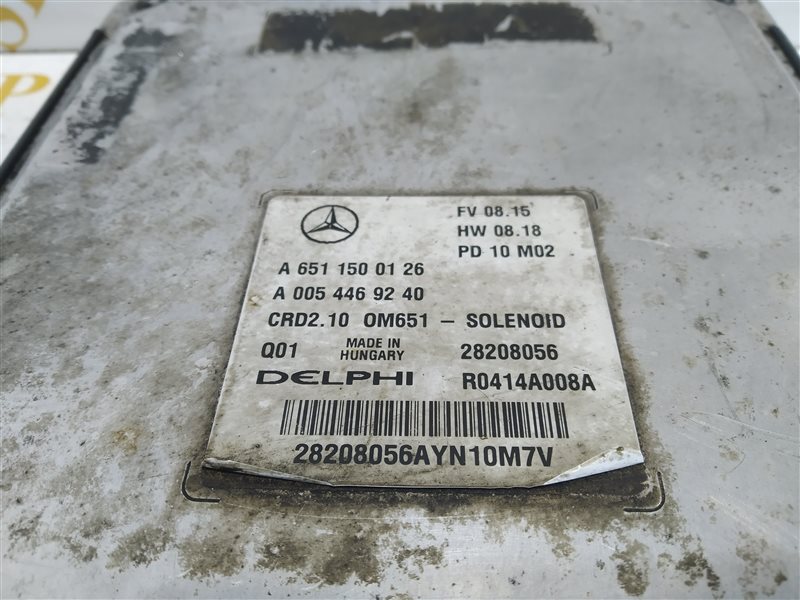 FV 08.15
HW 08.18
PD 10 M02
A 651 150 01 26
A 005 446 92 40
CRD2.10 OM651 – SOLENOID
Q01 MADE IN HUNGARY 28208056
DELPHI R0414A008A
28208056AYN10M7V